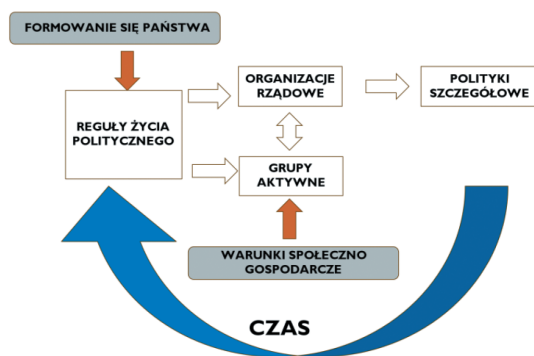 FORMOWANIE SIĘ PAŃSTWA
ORGANIZACJE
RZĄDOWE
POLITYKI
SZCZEGÓŁOWE
REGUŁY ŻYCIA
POLITYCZNEGO
GRUPY
AKTYWNE
WARUNKI SPOŁECZNO
GOSPODARCZE
CZAS